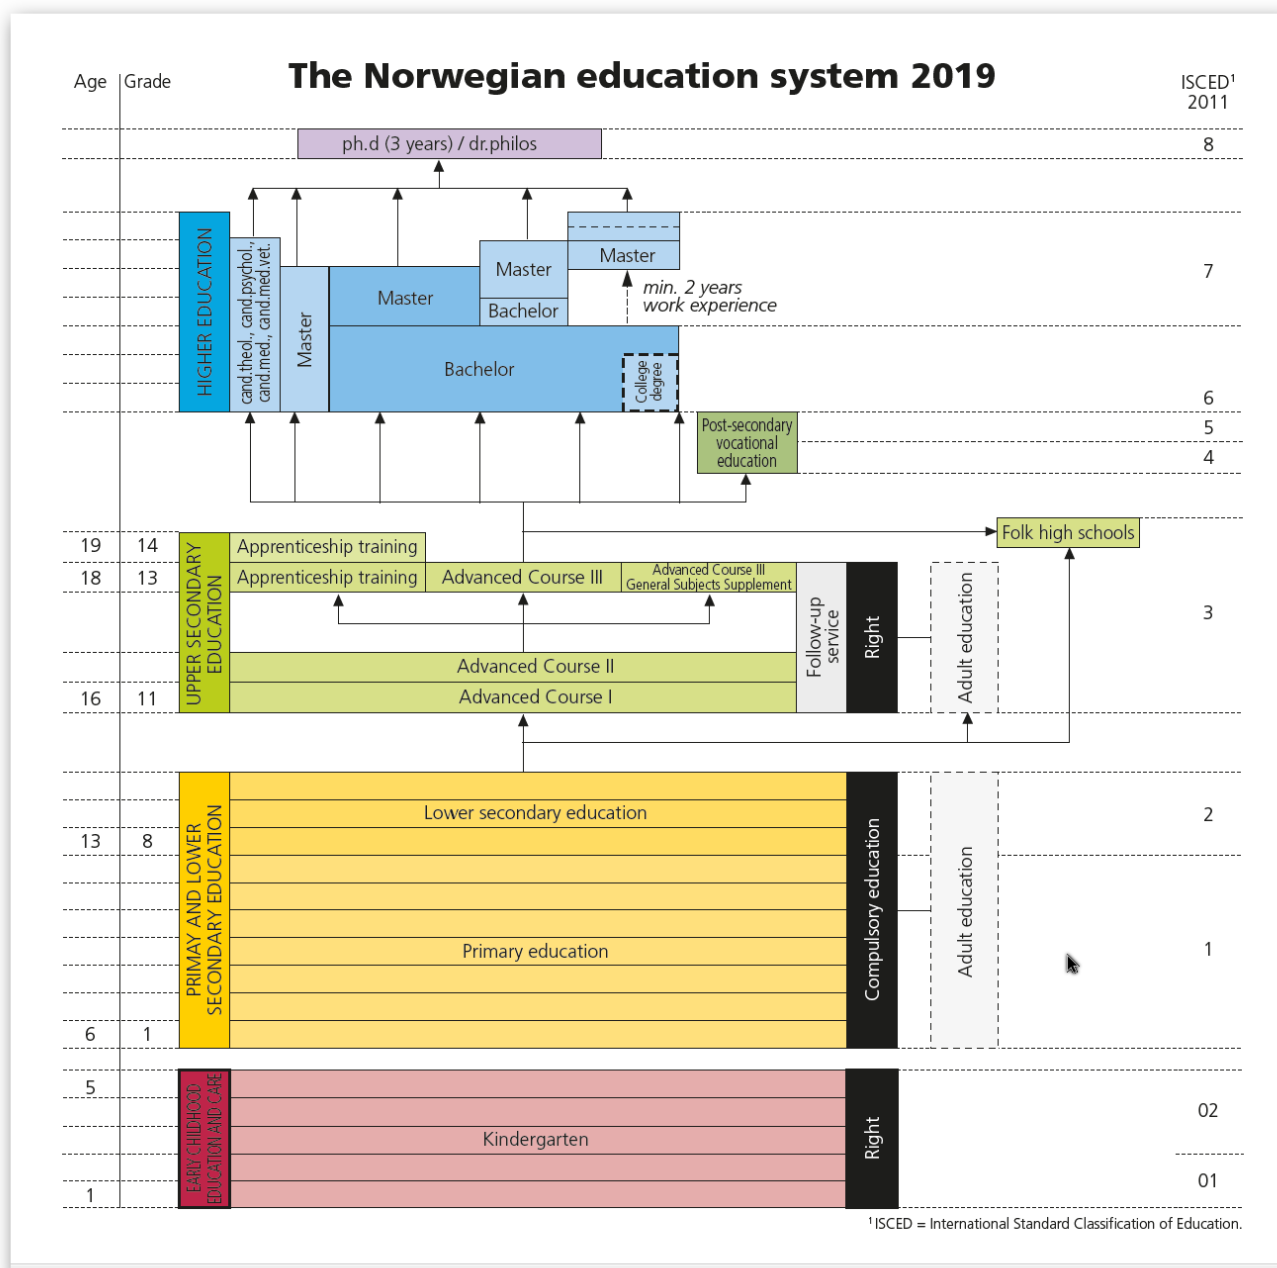 The Norwegian education system 2019
Age
Grade
ISCED¹
2011
ph.d (3 years) / dr.philos
8
HIGHER EDUCATION
cand.theol., cand.psychol.,
cand.med., cand.med.vet.
Master
Master
Master
Bachelor
Master
min. 2 years
work experience
7
Bachelor
College
degree
6
Post-secondary
vocational
education
5
4
Folk high schools
19
14
UPPER SECONDARY
EDUCATION
Apprenticeship training
18
13
Apprenticeship training
Advanced Course III
Advanced Course III
General Subjects Supplement
Follow-up
service
Right
Adult education
3
Advanced Course II
16
11
Advanced Course I
PRIMAY AND LOWER
SECONDARY EDUCATION
Lower secondary education
2
13
8
Compulsory education
Adult education
Primary education
1
6
1
5
EARLY CHILDHOOD
EDUCATION AND CARE
Kindergarten
Right
02
01
1
¹ ISCED = International Standard Classification of Education.